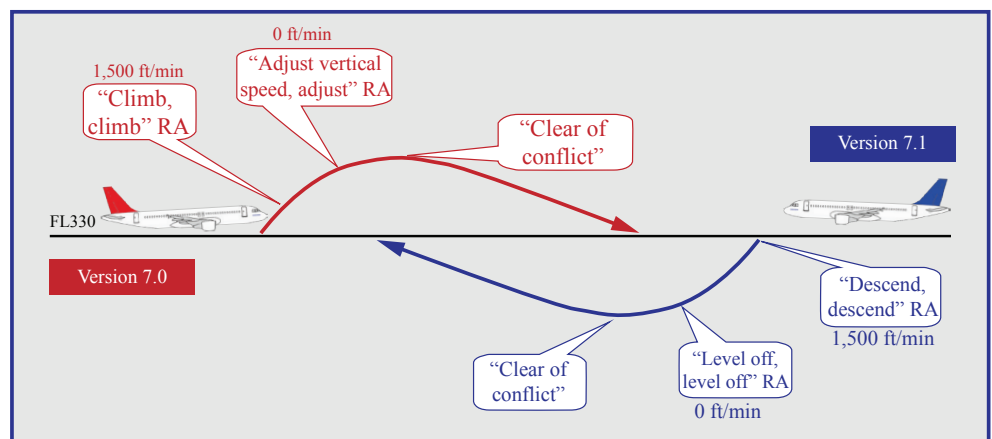 0 ft/min
“Adjust vertical
speed, adjust” RA
1,500 ft/min
“Climb,
climb” RA
“Clear of
conflict”
Version 7.1
FL330
Version 7.0
“Descend,
descend” RA
1,500 ft/min
“Level off,
level off” RA
0 ft/min
“Clear of
conflict”